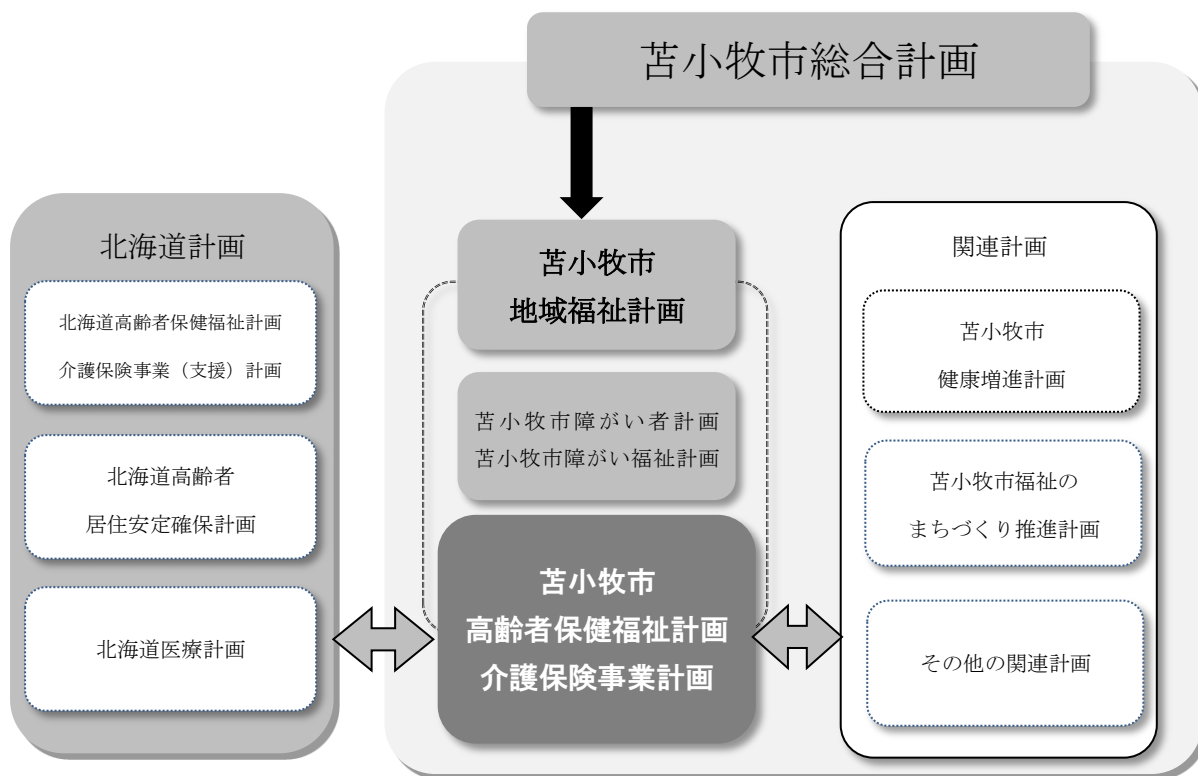 苫小牧市総合計画
北海道計画
北海道高齢者保健福祉計画
介護保険事業（支援）計画
北海道高齢者
居住安定確保計画
北海道医療計画
苫小牧市
地域福祉計画
苫小牧市障がい者計画
苫小牧市障がい福祉計画
苫小牧市
高齢者保健福祉計画
介護保険事業計画
関連計画
苫小牧市
健康増進計画
苫小牧市福祉の
まちづくり推進計画
その他の関連計画